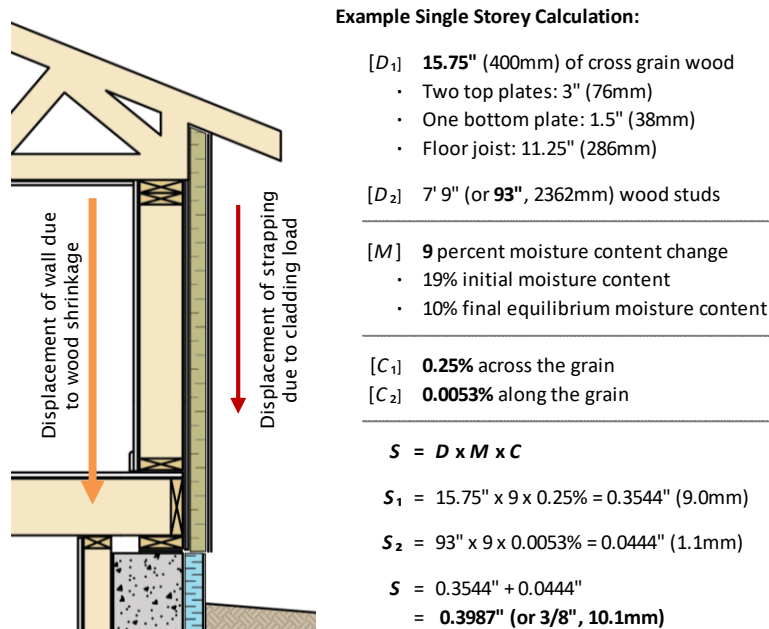 Displacement of wall due
to wood shrinkage
Displacement of strapping
due to cladding load
Example Single Storey Calculation:
[D₁] 15.75" (400mm) of cross grain wood
· Two top plates: 3" (76mm)
· One bottom plate: 1.5" (38mm)
· Floor joist: 11.25" (286mm)
[D₂] 7' 9" (or 93", 2362mm) wood studs
[M] 9 percent moisture content change
· 19% initial moisture content
· 10% final equilibrium moisture content
[C₁] 0.25% across the grain
[C₂] 0.0053% along the grain
S = D x M x C
S₁ = 15.75" x 9 x 0.25% = 0.3544" (9.0mm)
S₂ = 93" x 9 x 0.0053% = 0.0444" (1.1mm)
S = 0.3544" + 0.0444"
= 0.3987" (or 3/8", 10.1mm)